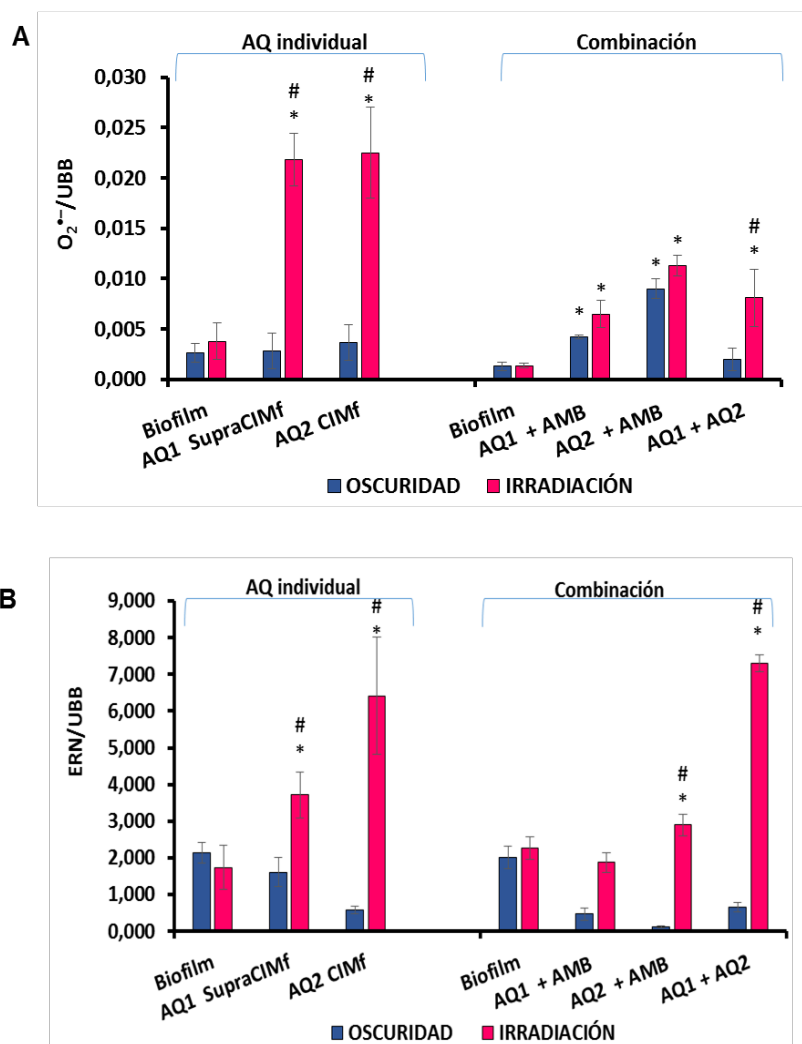 A
AQ individual
Combinación
0,030
0,025
0,020
0,015
0,010
0,005
0,000
O₂•⁻/UBB
# # #
* * * * * * *
Biofilm
AQ1 SupraCIMf
AQ2 CIMf
Biofilm
AQ1 + AMB
AQ2 + AMB
AQ1 + AQ2
OSCURIDAD IRRADIACIÓN
B
AQ individual
Combinación
9,000
8,000
7,000
6,000
5,000
4,000
3,000
2,000
1,000
0,000
ERN/UBB
# # # #
* * * *
Biofilm
AQ1 SupraCIMf
AQ2 CIMf
Biofilm
AQ1 + AMB
AQ2 + AMB
AQ1 + AQ2
OSCURIDAD IRRADIACIÓN